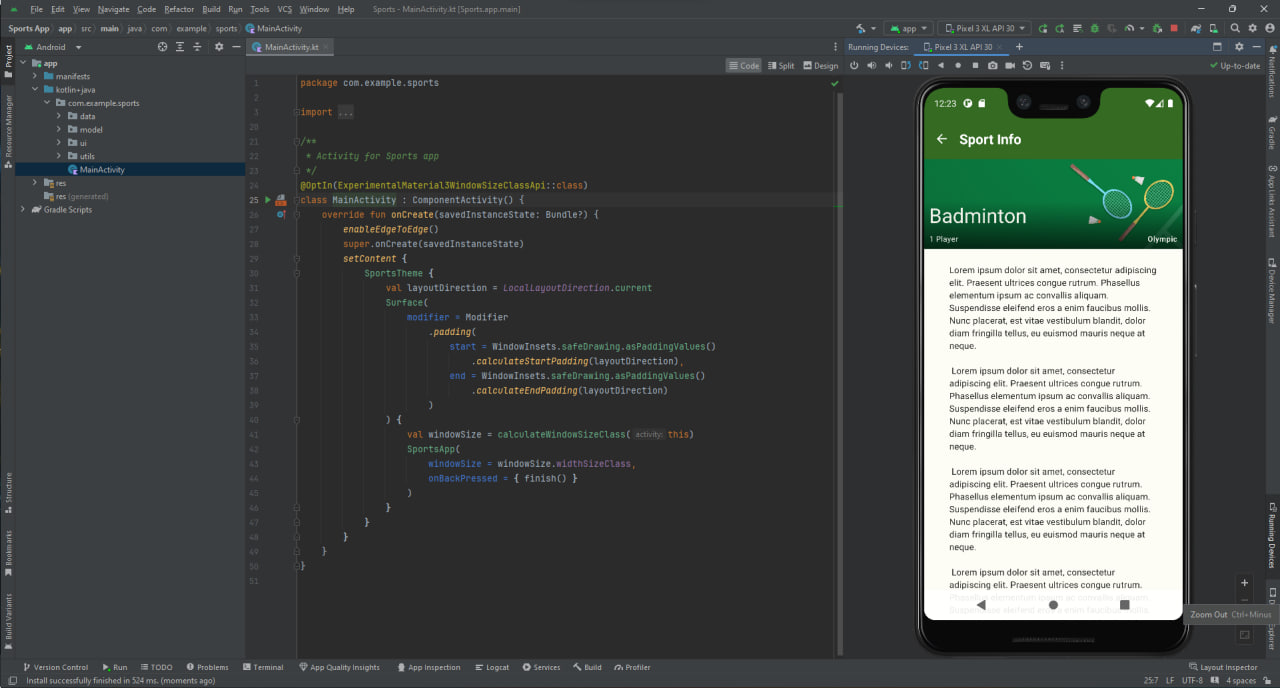 File Edit View Navigate Code Refactor Build Run Tools VCS Window Help Sports - MainActivity.kt [Sports.app.main]
Sports App app src main java com example sports MainActivity app Pixel 3 XL API 30
Project
Resource Manager
Structure
Bookmarks
Build Variants
Android
app
manifests
kotlin+java
com.example.sports
data
model
ui
utils
MainActivity
res
res (generated)
Gradle Scripts
MainActivity.kt
Code Split Design
1 package com.example.sports
2
3 import ...
20
21 /**
22 * Activity for Sports app
23 */
24 @OptIn(ExperimentalMaterial3WindowSizeClassApi::class)
25 class MainActivity : ComponentActivity() {
26 override fun onCreate(savedInstanceState: Bundle?) {
27 enableEdgeToEdge()
28 super.onCreate(savedInstanceState)
29 setContent {
30 SportsTheme {
31 val layoutDirection = LocalLayoutDirection.current
32 Surface(
33 modifier = Modifier
34 .padding(
35 start = WindowInsets.safeDrawing.asPaddingValues()
36 .calculateStartPadding(layoutDirection),
37 end = WindowInsets.safeDrawing.asPaddingValues()
38 .calculateEndPadding(layoutDirection)
39 )
40 ) {
41 val windowSize = calculateWindowSizeClass( activity: this)
42 SportsApp(
43 windowSize = windowSize.widthSizeClass,
44 onBackPressed = { finish() }
45 )
46 }
47 }
48 }
49 }
50 }
51
Running Devices: Pixel 3 XL API 30
Up-to-date
12:23
Sport Info
Badminton
1 Player Olympic
Lorem ipsum dolor sit amet, consectetur adipiscing
elit. Praesent ultrices congue rutrum. Phasellus
elementum ipsum ac convallis aliquam.
Suspendisse eleifend eros a enim faucibus mollis.
Nunc placerat, est vitae vestibulum blandit, dolor
diam fringilla tellus, eu euismod mauris neque at
neque.
Lorem ipsum dolor sit amet, consectetur
adipiscing elit. Praesent ultrices congue rutrum.
Phasellus elementum ipsum ac convallis aliquam.
Suspendisse eleifend eros a enim faucibus mollis.
Nunc placerat, est vitae vestibulum blandit, dolor
diam fringilla tellus, eu euismod mauris neque at
neque.
Lorem ipsum dolor sit amet, consectetur
adipiscing elit. Praesent ultrices congue rutrum.
Phasellus elementum ipsum ac convallis aliquam.
Suspendisse eleifend eros a enim faucibus mollis.
Nunc placerat, est vitae vestibulum blandit, dolor
diam fringilla tellus, eu euismod mauris neque at
neque.
Lorem ipsum dolor sit amet, consectetur
adipiscing elit. Praesent ultrices congue rutrum.
Phasellus elementum ipsum ac convallis aliquam.
Zoom Out Ctrl+Minus
Notifications
Gradle
App Links Assistant
Device Manager
Running Devices
Version Control Run TODO Problems Terminal App Quality Insights App Inspection Logcat Services Build Profiler Layout Inspector
Install successfully finished in 524 ms. (moments ago) 25:7 LF UTF-8 4 spaces